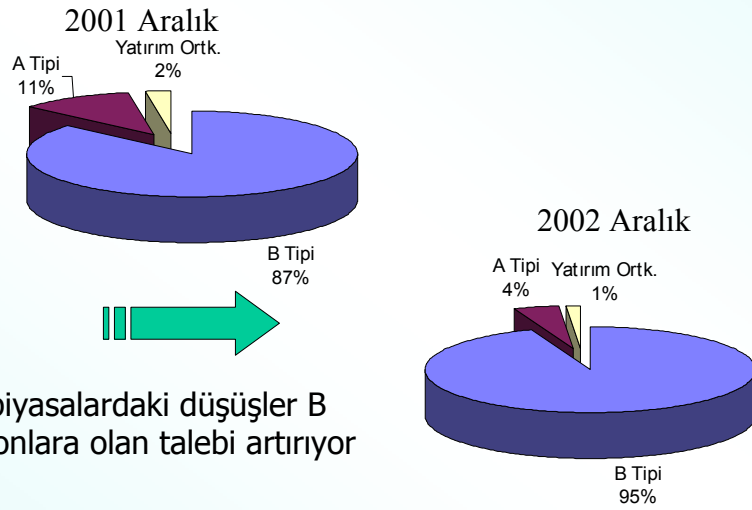 2001 Aralık
Yatırım Ortk.
2%
A Tipi
11%
B Tipi
87%
2002 Aralık
A Tipi
4%
Yatırım Ortk.
1%
B Tipi
95%
piyasalardaki düşüşler B
onlara olan talebi artırıyor